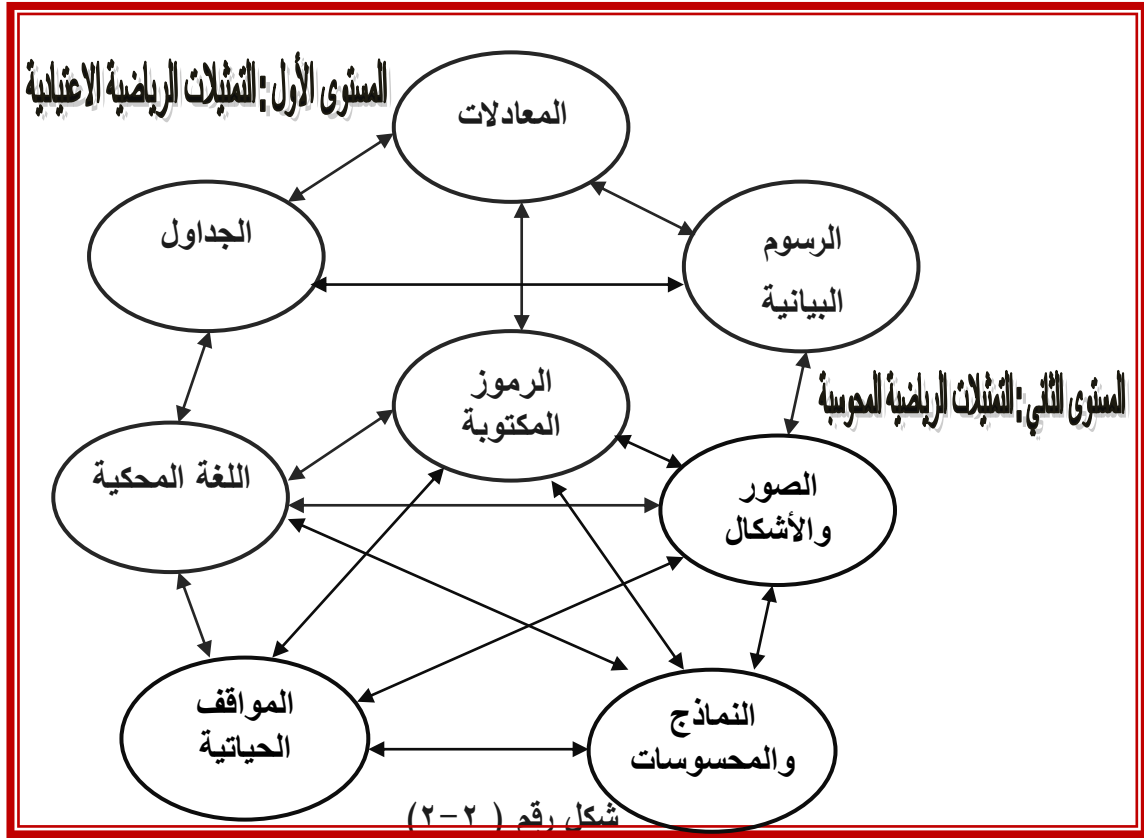 المستوى الأول : التمثيلات الرياضية الاعتيادية
المعادلات
الجداول
الرسوم
البيانية
المستوى الثاني : التمثيلات الرياضية المحوسبة
الرموز
المكتوبة
اللغة المحكية
الصور
والأشكال
المواقف
الحياتية
النماذج
والمحسوسات
شكل رقم ( ٢-٢)